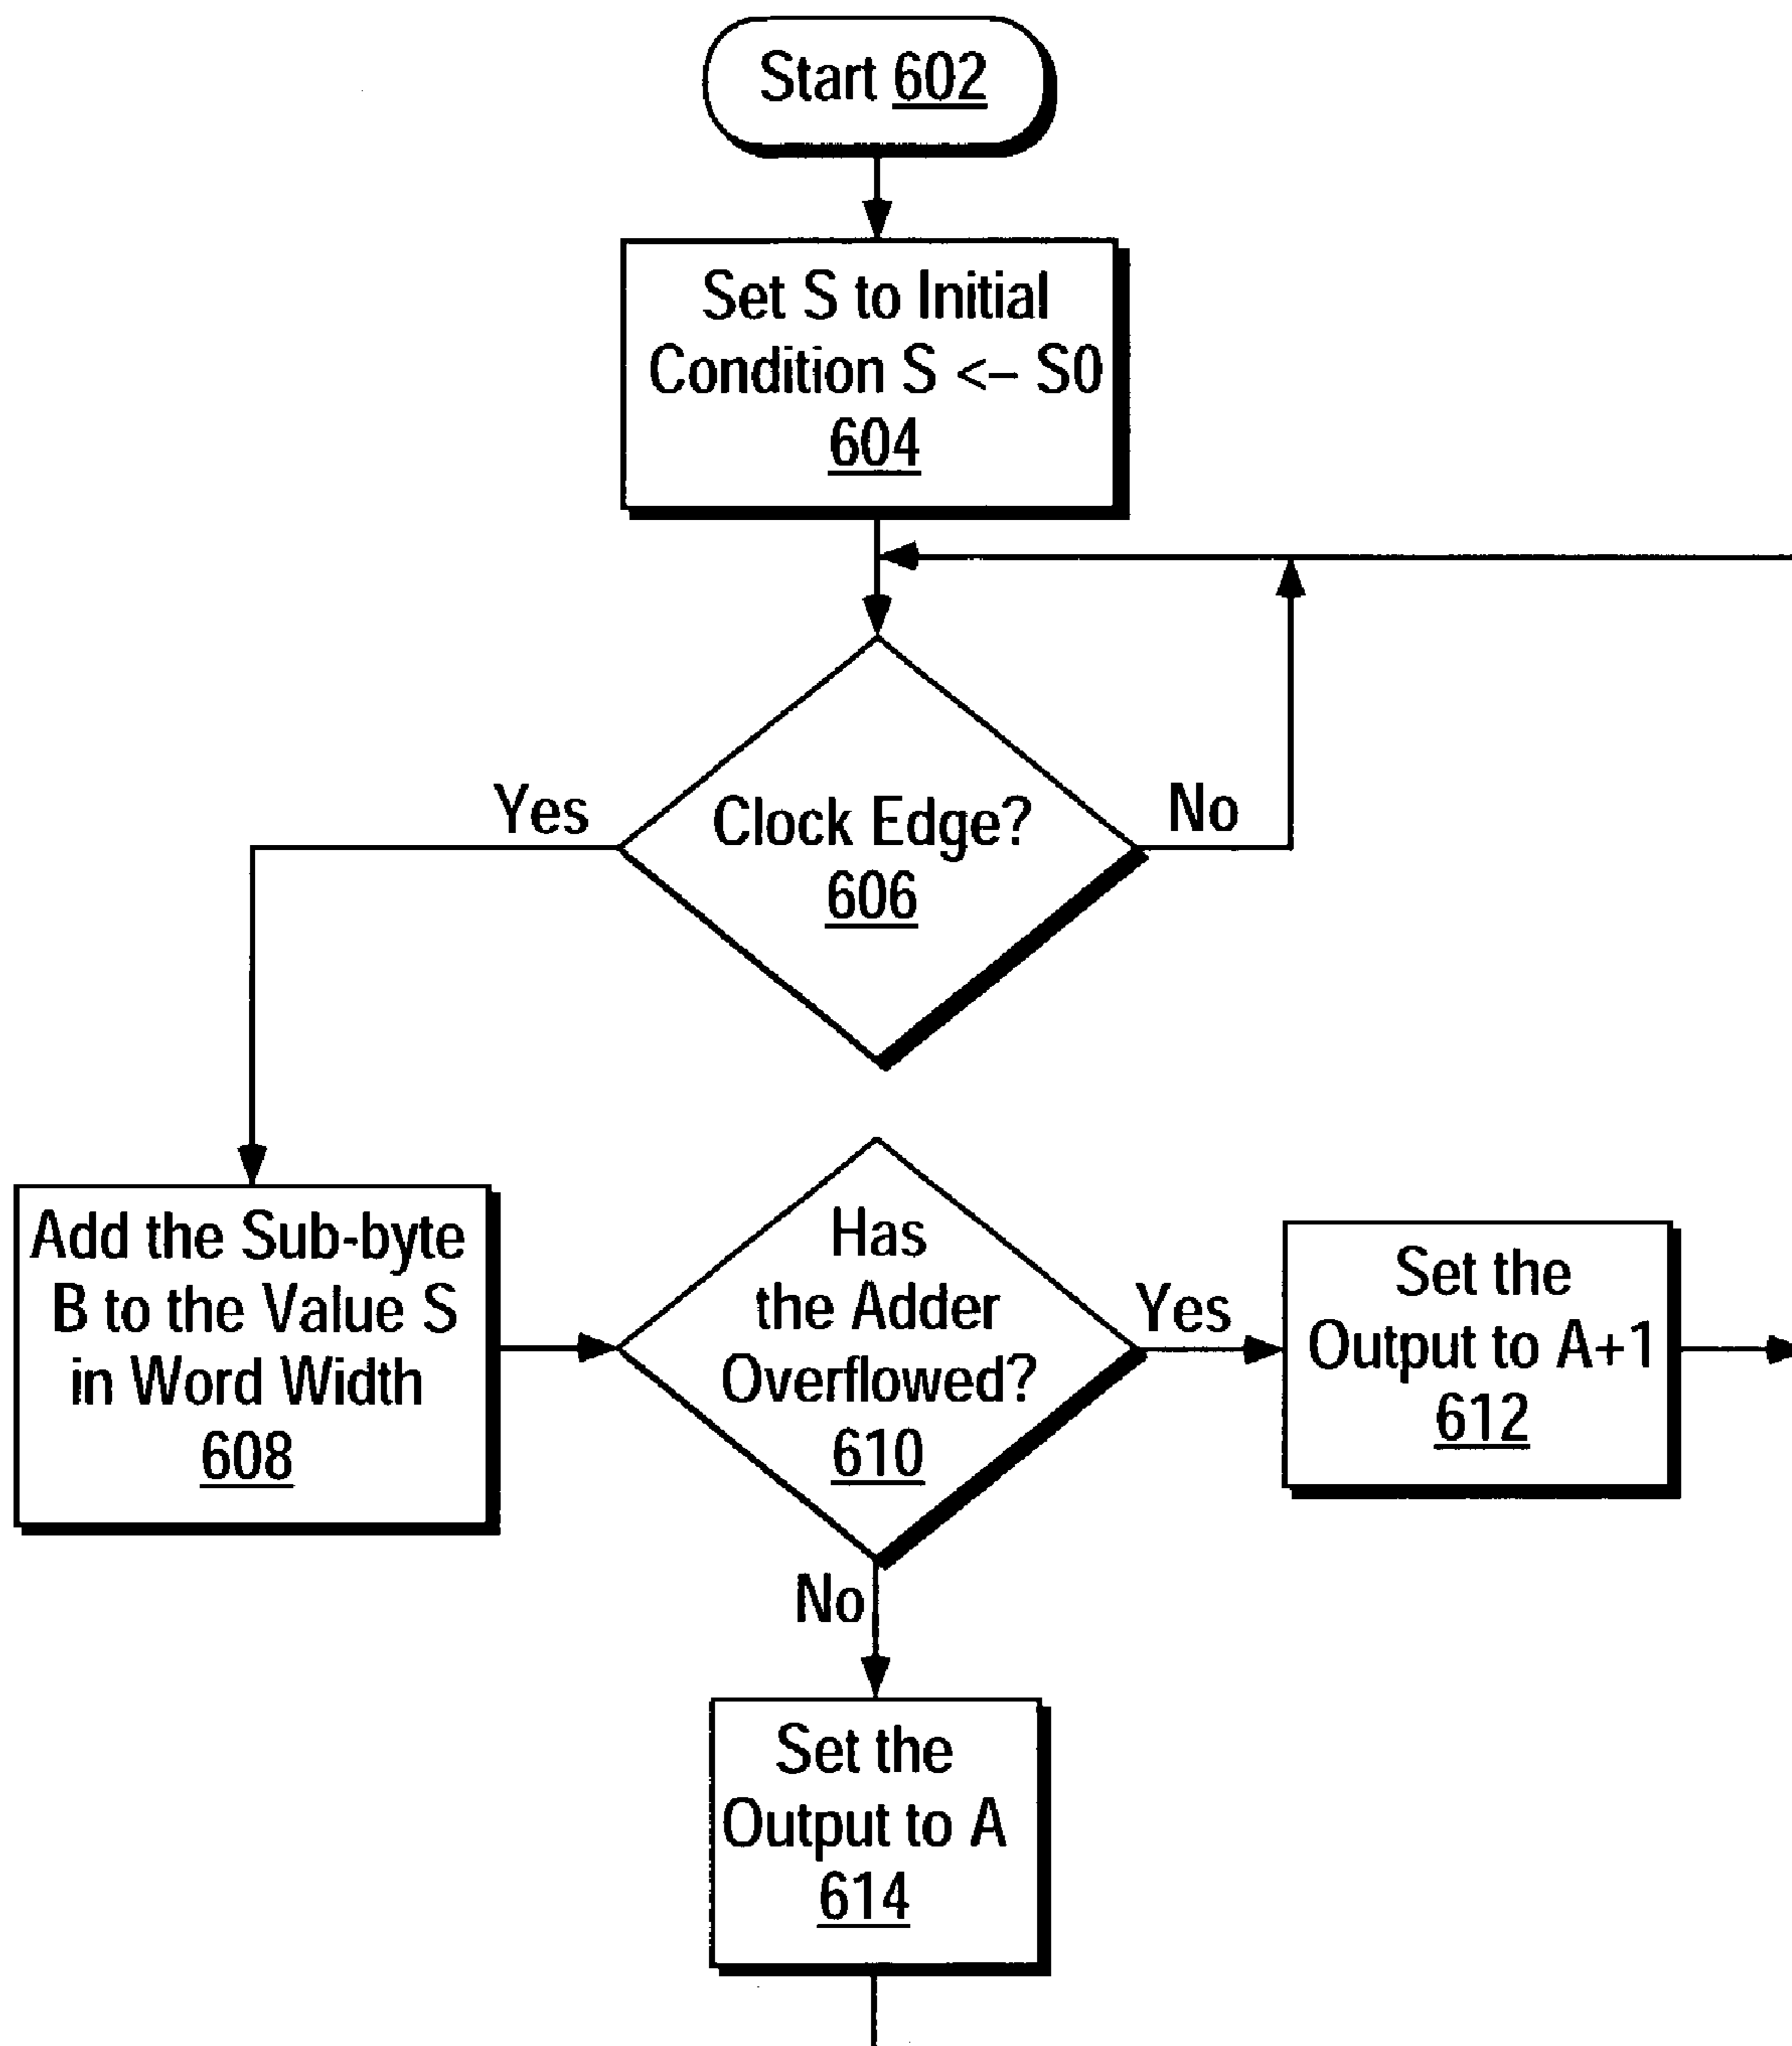 Start 602
Set S to Initial
Condition S <– S0
604
Yes
Clock Edge?
No
606
Add the Sub-byte
B to the Value S
in Word Width
608
Has
the Adder
Overflowed?
610
Yes
Set the
Output to A+1
612
No
Set the
Output to A
614